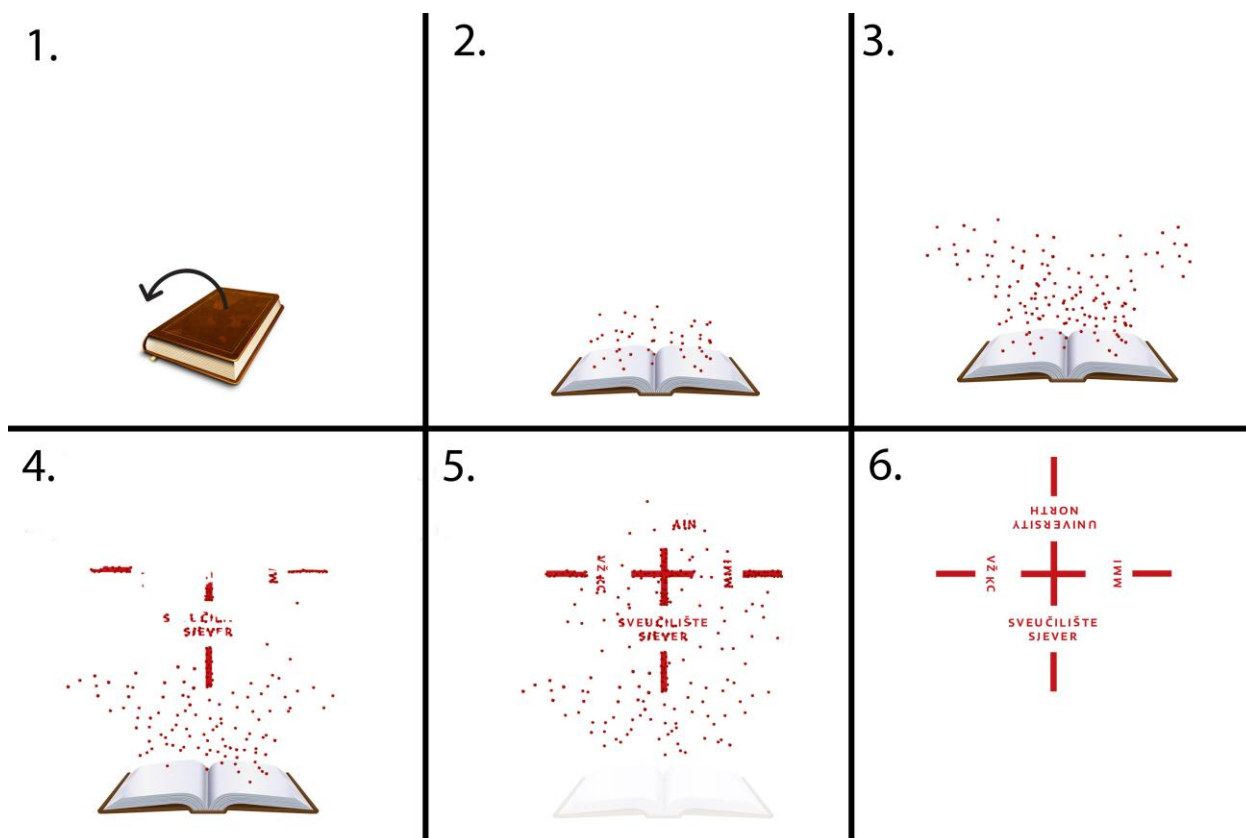 1.
2.
3.
4.
SJEVER
5.
VŽ KC
MMI
SVEUČILIŠTE
SJEVER
6.
UNIVERSITY
NORTH
VŽ KC
MMI
SVEUČILIŠTE
SJEVER